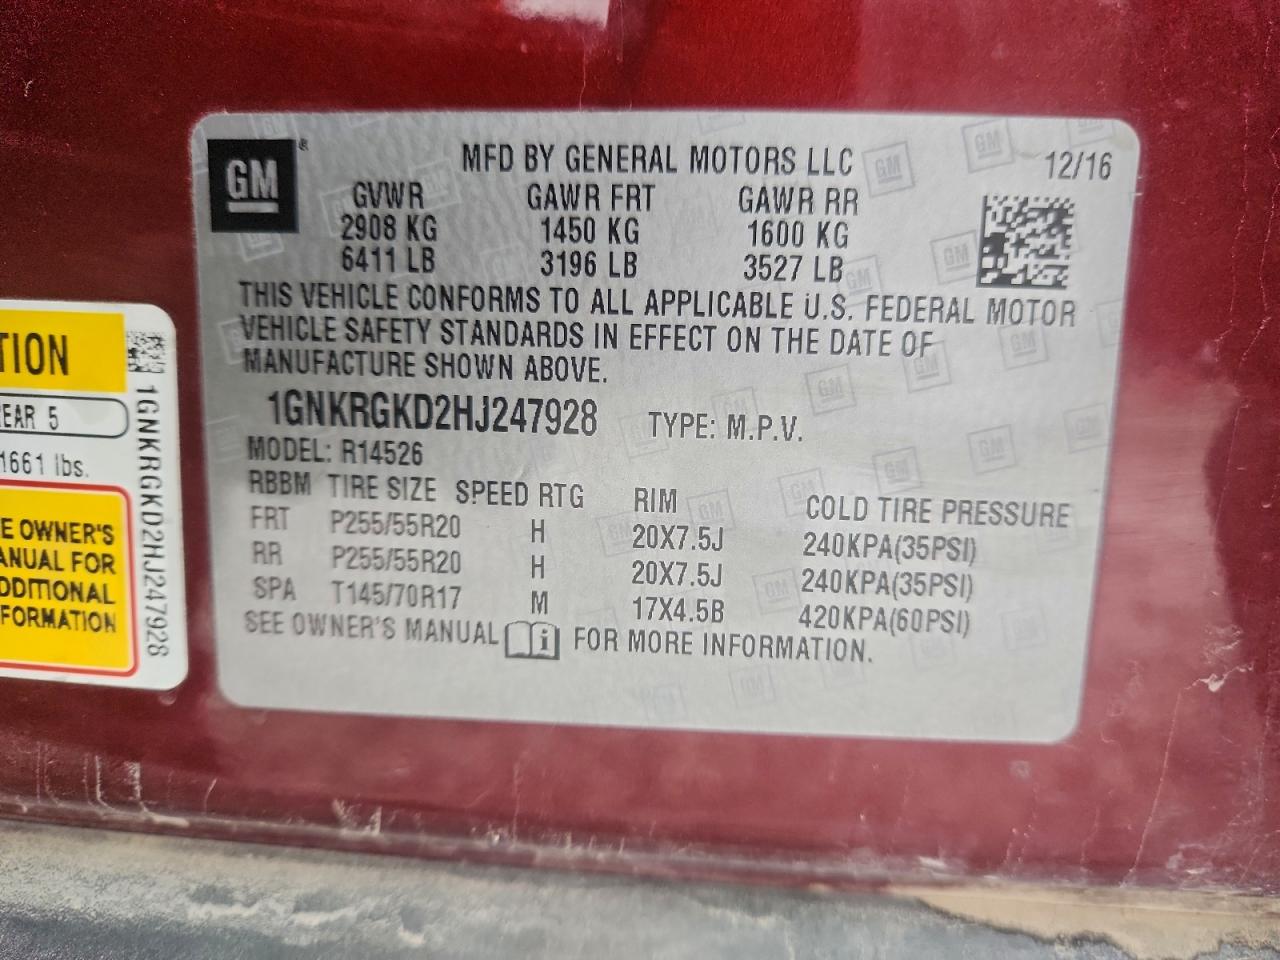 GM
MFD BY GENERAL MOTORS LLC 12/16
GVWR GAWR FRT GAWR RR
2908 KG 1450 KG 1600 KG
6411 LB 3196 LB 3527 LB
THIS VEHICLE CONFORMS TO ALL APPLICABLE U.S. FEDERAL MOTOR
VEHICLE SAFETY STANDARDS IN EFFECT ON THE DATE OF
MANUFACTURE SHOWN ABOVE.
1GNKRGKD2HJ247928 TYPE: M.P.V.
MODEL: R14526
RBBM TIRE SIZE SPEED RTG RIM COLD TIRE PRESSURE
FRT P255/55R20 H 20X7.5J 240KPA(35PSI)
RR P255/55R20 H 20X7.5J 240KPA(35PSI)
SPA T145/70R17 M 17X4.5B 420KPA(60PSI)
SEE OWNER'S MANUAL i FOR MORE INFORMATION.
TION
EAR 5
1661 lbs.
E OWNER'S
ANUAL FOR
DDITIONAL
FORMATION
1GNKRGKD2HJ247928